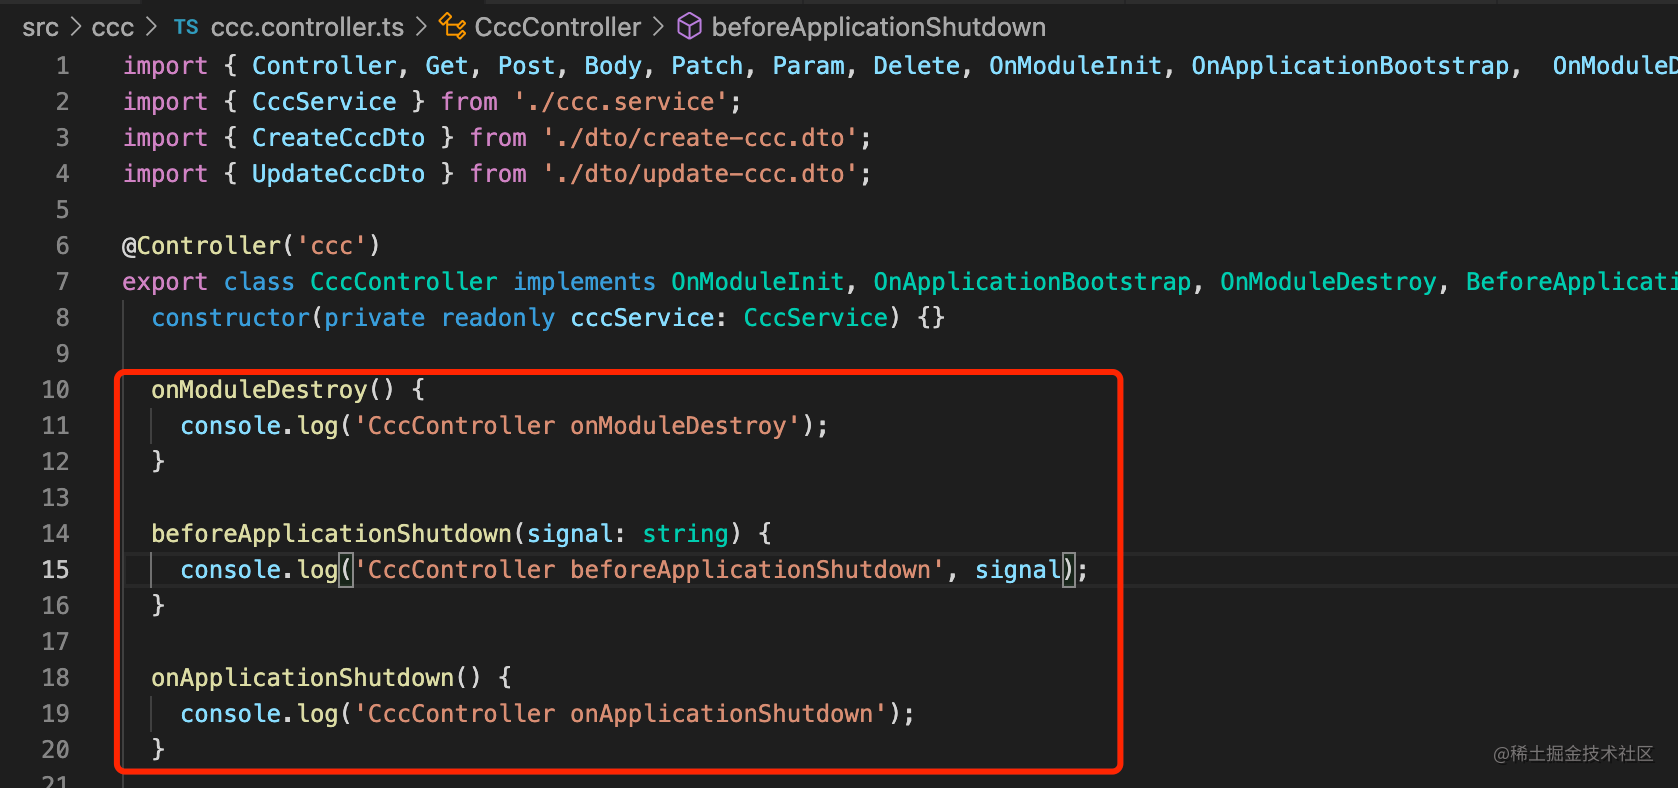 src > ccc > TS ccc.controller.ts > CccController > beforeApplicationShutdown
1 import { Controller, Get, Post, Body, Patch, Param, Delete, OnModuleInit, OnApplicationBootstrap, OnModuleD
2 import { CccService } from './ccc.service';
3 import { CreateCccDto } from './dto/create-ccc.dto';
4 import { UpdateCccDto } from './dto/update-ccc.dto';
5
6 @Controller('ccc')
7 export class CccController implements OnModuleInit, OnApplicationBootstrap, OnModuleDestroy, BeforeApplicati
8 constructor(private readonly cccService: CccService) {}
9
10 onModuleDestroy() {
11 console.log('CccController onModuleDestroy');
12 }
13
14 beforeApplicationShutdown(signal: string) {
15 console.log('CccController beforeApplicationShutdown', signal);
16 }
17
18 onApplicationShutdown() {
19 console.log('CccController onApplicationShutdown');
20 }
21
@稀土掘金技术社区